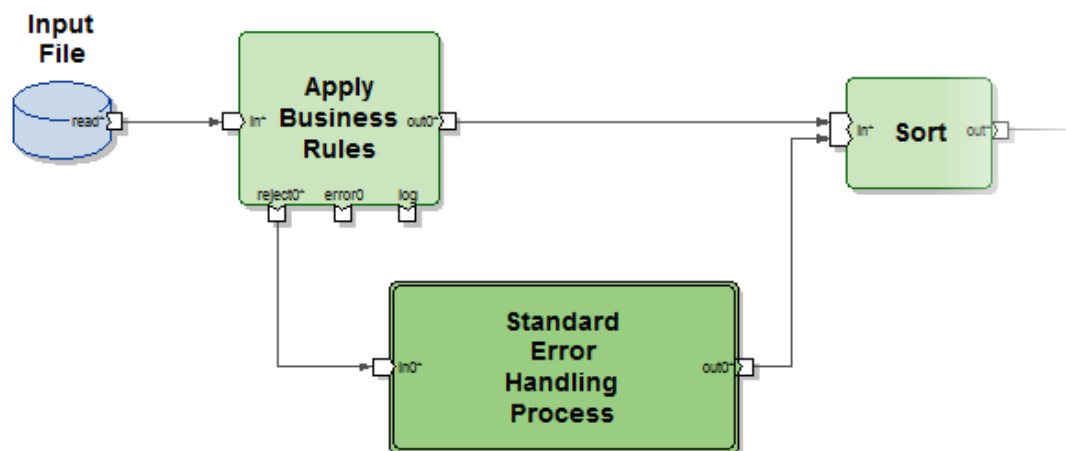 Input
File
read*
in*
Apply
Business
Rules
out0*
reject0*
error0
log
in*
Sort
out*
in0*
Standard
Error
Handling
Process
out0*